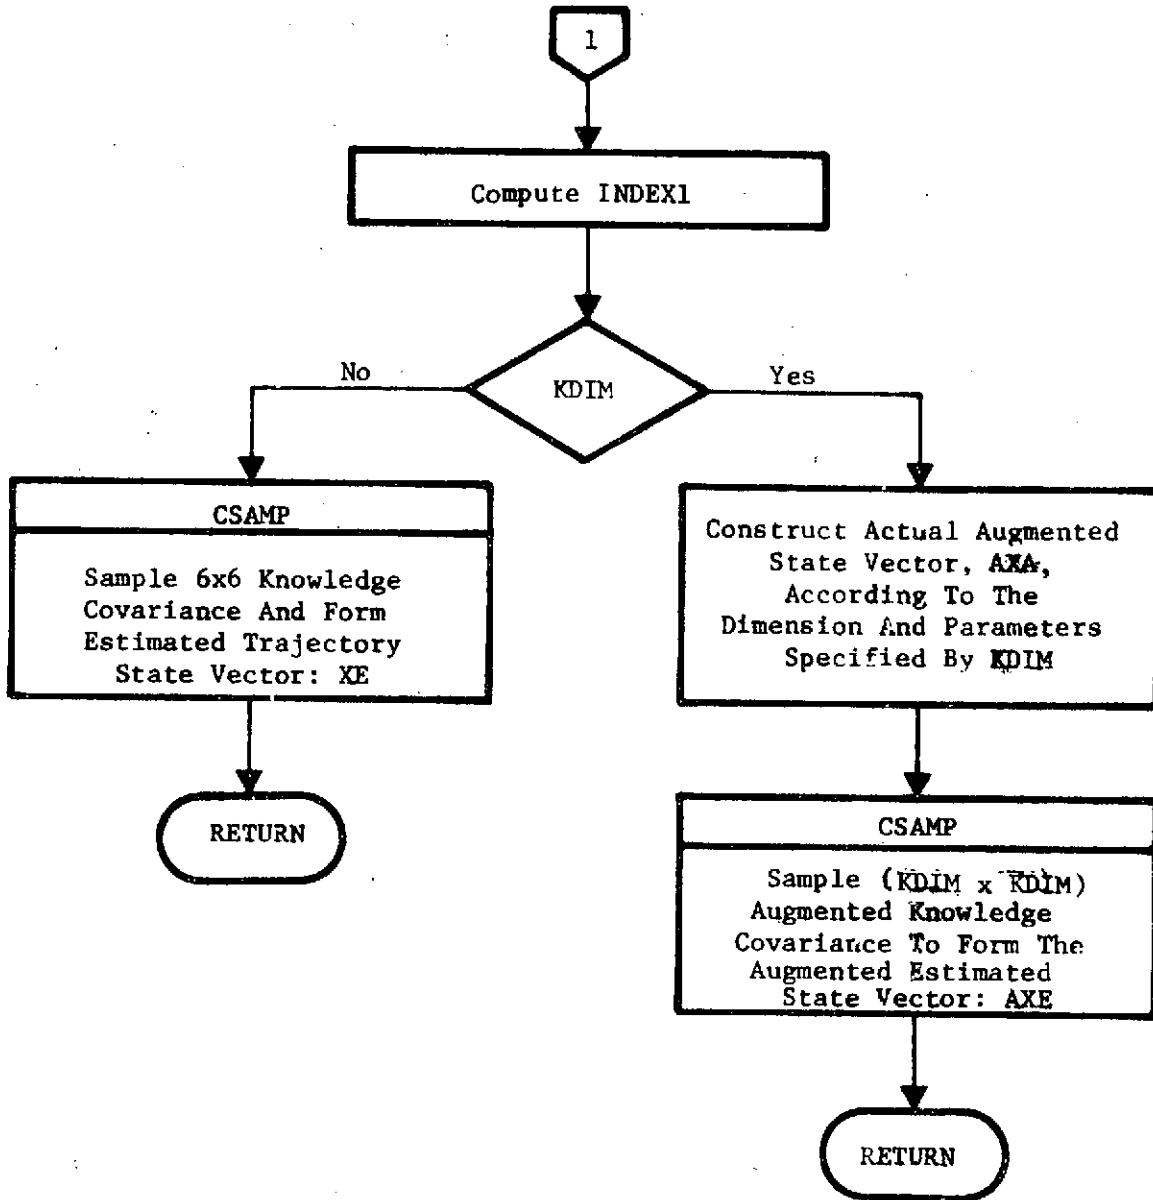 1
Compute INDEX1
KDIM
No
Yes
CSAMP
Sample 6x6 Knowledge
Covariance And Form
Estimated Trajectory
State Vector: XE
RETURN
Construct Actual Augmented
State Vector, AXA,
According To The
Dimension And Parameters
Specified By KDIM
CSAMP
Sample (KDIM x KDIM)
Augmented Knowledge
Covariance To Form The
Augmented Estimated
State Vector: AXE
RETURN